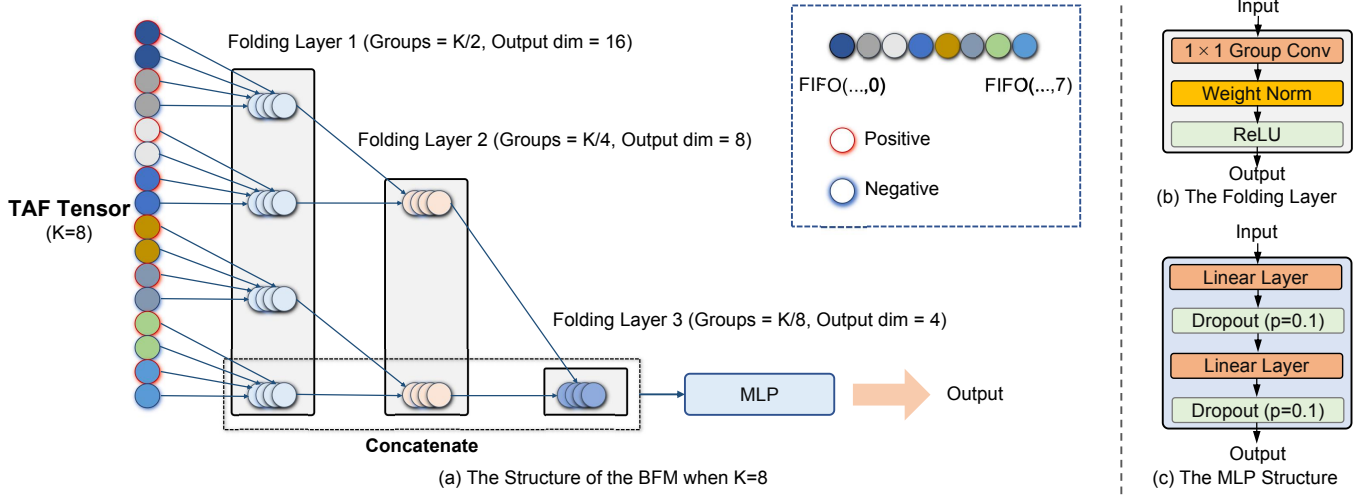 Folding Layer 1 (Groups = K/2, Output dim = 16)
FIFO(...,0)
FIFO(...,7)
Folding Layer 2 (Groups = K/4, Output dim = 8)
Positive
Negative
TAF Tensor
(K=8)
Folding Layer 3 (Groups = K/8, Output dim = 4)
MLP
Output
Concatenate
(a) The Structure of the BFM when K=8
Input
1 × 1 Group Conv
Weight Norm
ReLU
Output
(b) The Folding Layer
Input
Linear Layer
Dropout (p=0.1)
Linear Layer
Dropout (p=0.1)
Output
(c) The MLP Structure